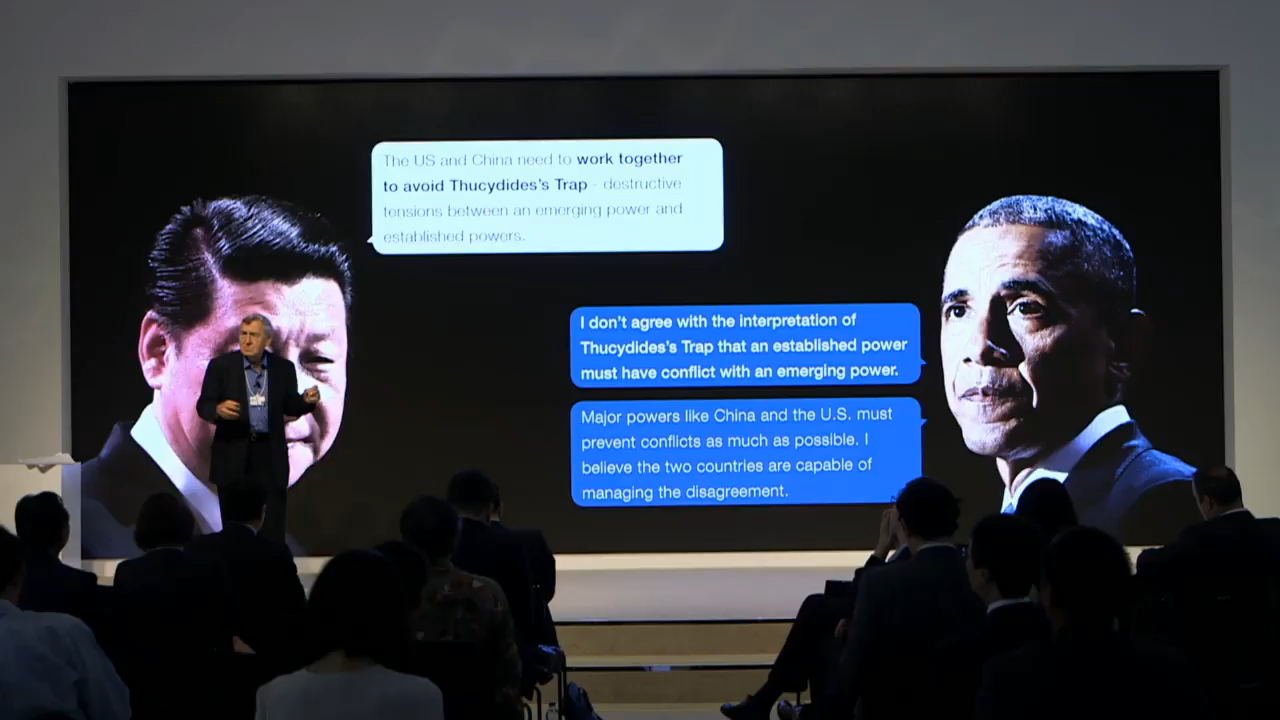 The US and China need to work together
to avoid Thucydides's Trap - destructive
tensions between an emerging power and
established powers.
I don't agree with the interpretation of
Thucydides's Trap that an established power
must have conflict with an emerging power.
Major powers like China and the U.S. must
prevent conflicts as much as possible. I
believe the two countries are capable of
managing the disagreement.